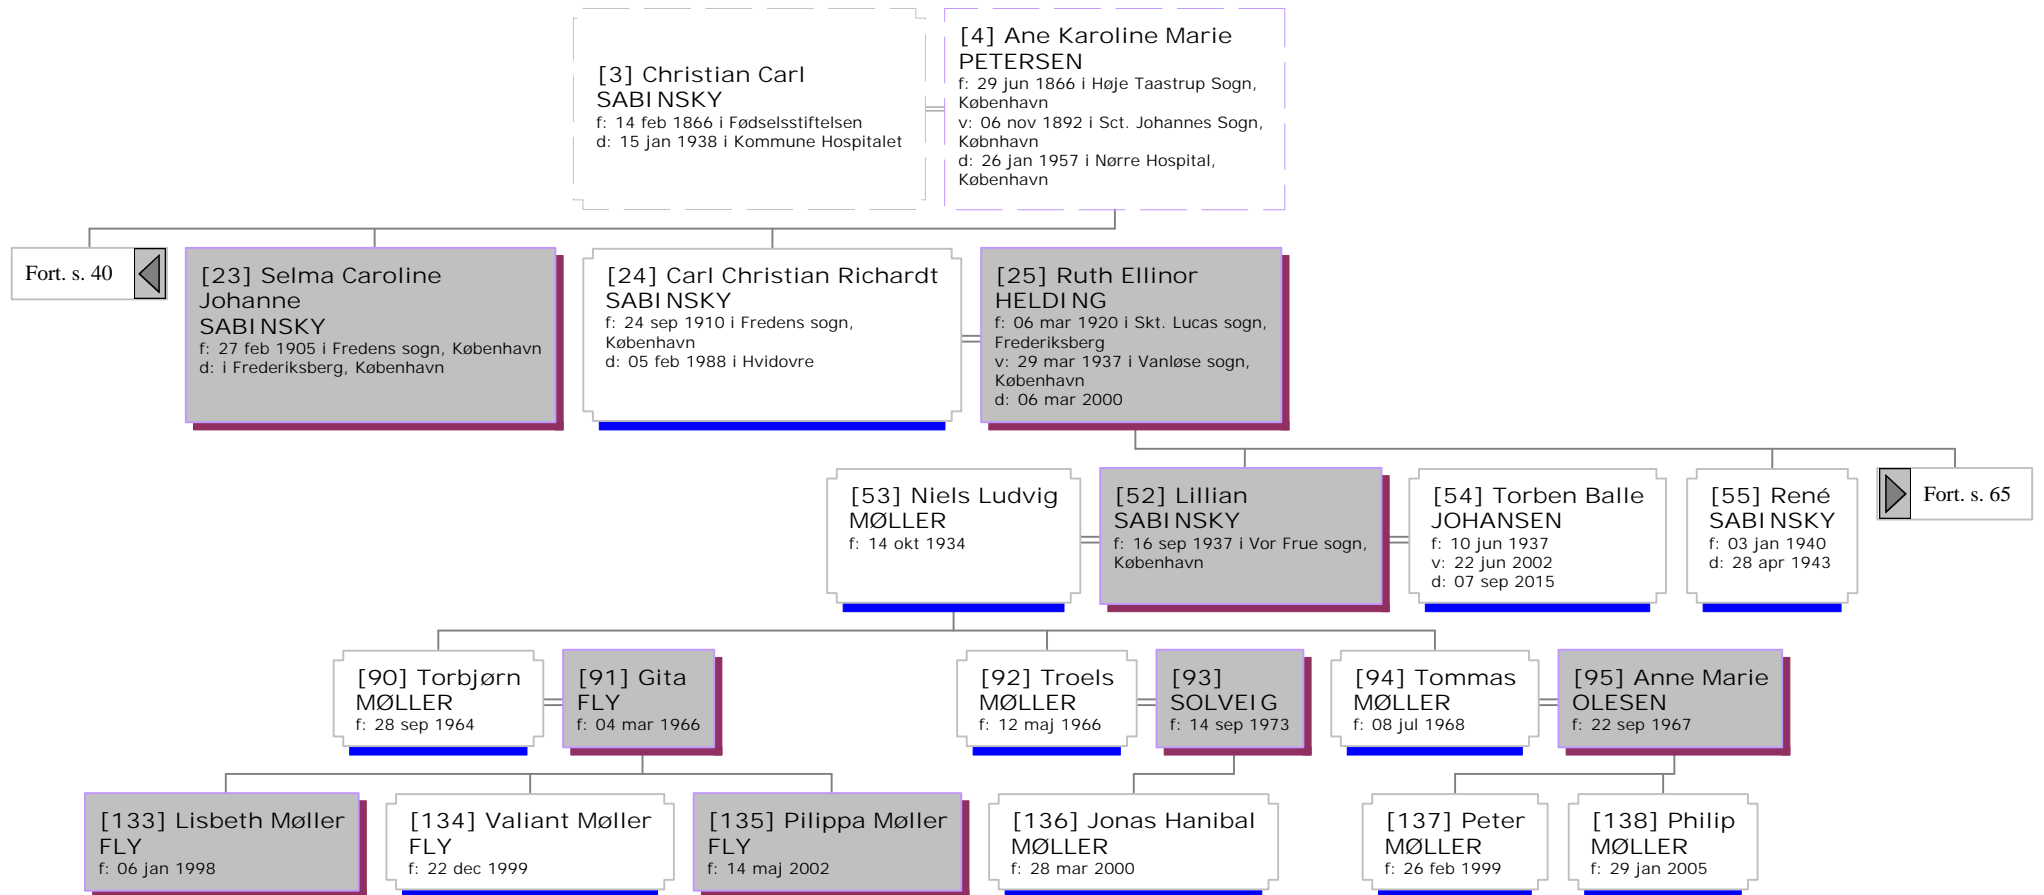 [3] Christian Carl
SABINSKY
f: 14 feb 1866 i Fødselsstiftelsen
d: 15 jan 1938 i Kommune Hospitalet
[4] Ane Karoline Marie
PETERSEN
f: 29 jun 1866 i Høje Taastrup Sogn,
København
v: 06 nov 1892 i Sct. Johannes Sogn,
Købnhavn
d: 26 jan 1957 i Nørre Hospital,
København
Fort. s. 40
[23] Selma Caroline
Johanne
SABINSKY
f: 27 feb 1905 i Fredens sogn, København
d: i Frederiksberg, København
[24] Carl Christian Richardt
SABINSKY
f: 24 sep 1910 i Fredens sogn,
København
d: 05 feb 1988 i Hvidovre
[25] Ruth Ellinor
HELDING
f: 06 mar 1920 i Skt. Lucas sogn,
Frederiksberg
v: 29 mar 1937 i Vanløse sogn,
København
d: 06 mar 2000
[53] Niels Ludvig
MØLLER
f: 14 okt 1934
[52] Lillian
SABINSKY
f: 16 sep 1937 i Vor Frue sogn,
København
[54] Torben Balle
JOHANSEN
f: 10 jun 1937
v: 22 jun 2002
d: 07 sep 2015
[55] René
SABINSKY
f: 03 jan 1940
d: 28 apr 1943
Fort. s. 65
[90] Torbjørn
MØLLER
f: 28 sep 1964
[91] Gita
FLY
f: 04 mar 1966
[92] Troels
MØLLER
f: 12 maj 1966
[93]
SOLVEIG
f: 14 sep 1973
[94] Tommas
MØLLER
f: 08 jul 1968
[95] Anne Marie
OLESEN
f: 22 sep 1967
[133] Lisbeth Møller
FLY
f: 06 jan 1998
[134] Valiant Møller
FLY
f: 22 dec 1999
[135] Pilippa Møller
FLY
f: 14 maj 2002
[136] Jonas Hanibal
MØLLER
f: 28 mar 2000
[137] Peter
MØLLER
f: 26 feb 1999
[138] Philip
MØLLER
f: 29 jan 2005